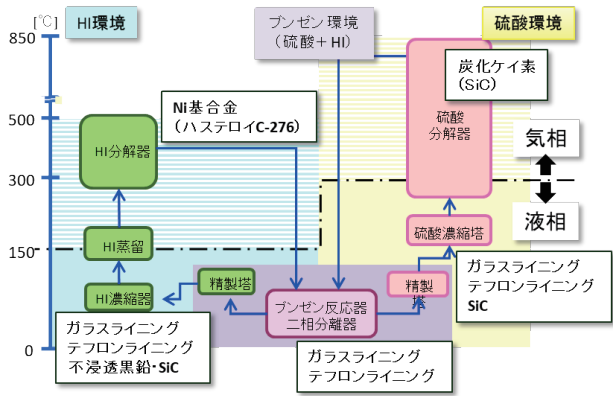 [℃]
850
500
300
150
0
HI環境
ブンゼン環境
(硫酸+HI)
硫酸環境
炭化ケイ素
(SiC)
Ni基合金
(ハステロイC-276)
HI分解器
硫酸
分解器
気相
液相
HI蒸留
硫酸濃縮塔
HI濃縮器
精製塔
ブンゼン反応器
二相分離器
精製
塔
ガラスライニング
テフロンライニング
SiC
ガラスライニング
テフロンライニング
不浸透黒鉛・SiC
ガラスライニング
テフロンライニング